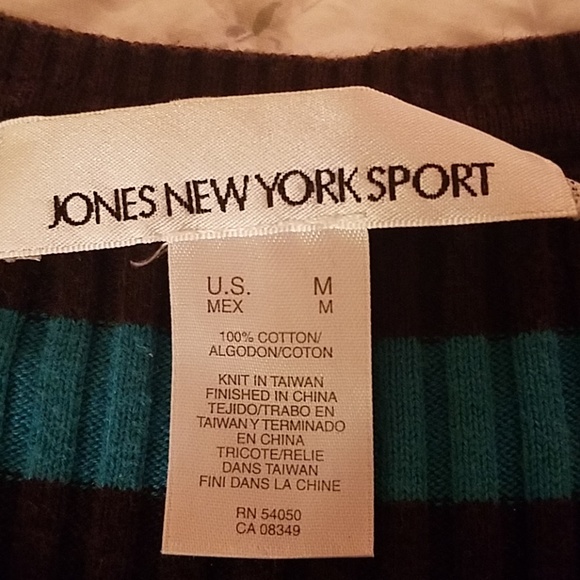 JONES NEW YORK SPORT
U.S. M
MEX M
100% COTTON/
ALGODON/COTON
KNIT IN TAIWAN
FINISHED IN CHINA
TEJIDO/TRABO EN
TAIWAN Y TERMINADO
EN CHINA
TRICOTE/RELIE
DANS TAIWAN
FINI DANS LA CHINE
RN 54050
CA 08349